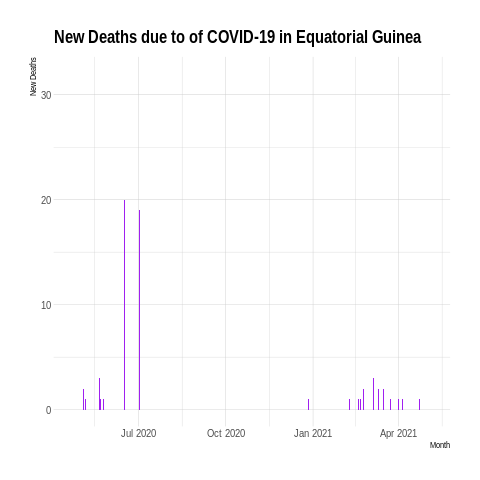 New Deaths due to of COVID-19 in Equatorial Guinea
New Deaths
30
20
10
0
Jul 2020 Oct 2020 Jan 2021 Apr 2021
Month